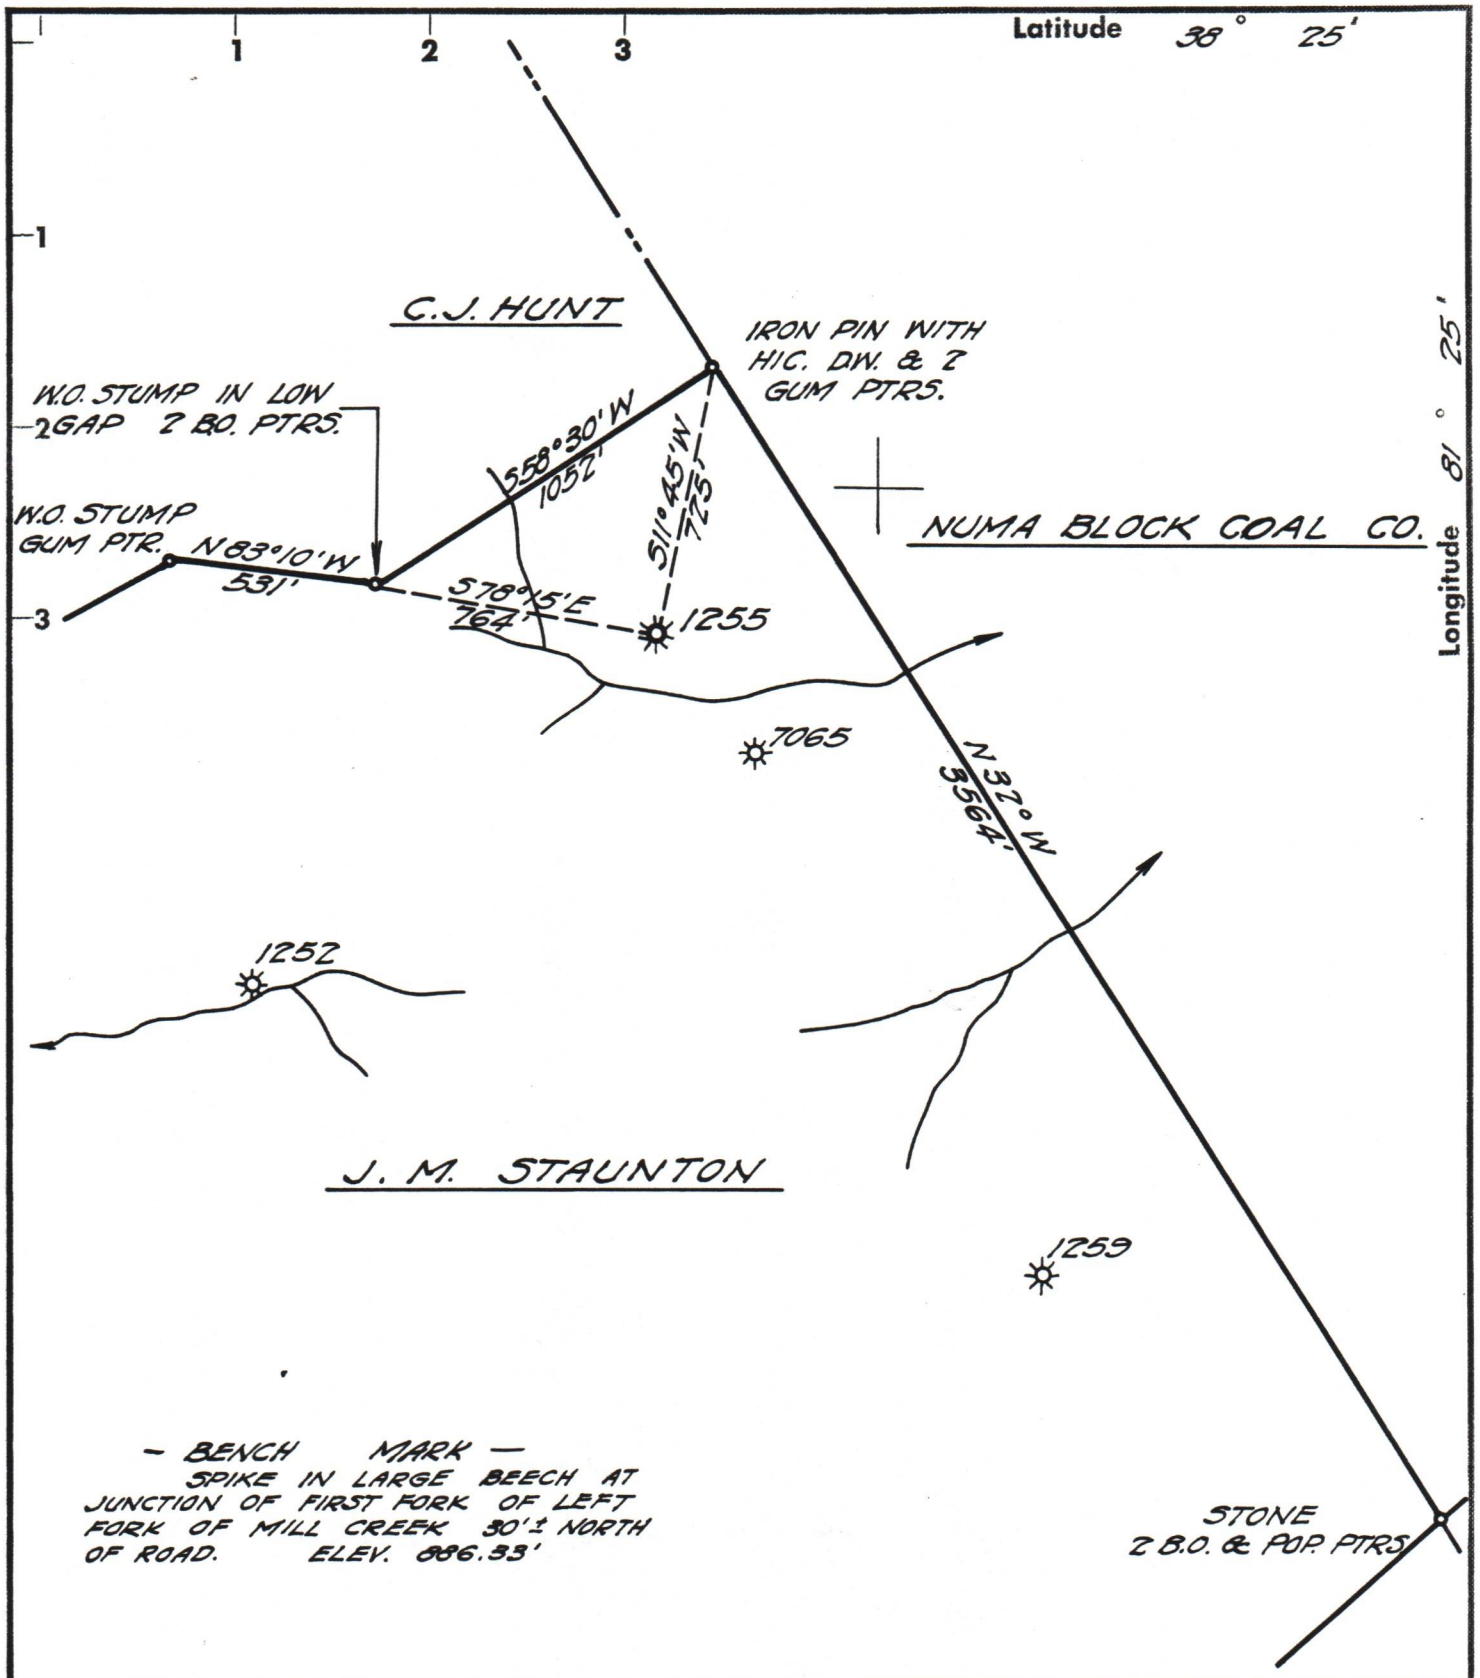 Latitude 38° 25'
1 2 3
1
C.J. HUNT
IRON PIN WITH
HIC. DW. & 2
GUM PTRS.
Longitude 81° 25'
W.O. STUMP IN LOW
GAP 2 B.O. PTRS.
2
S58°30'W
1052'
S11°45'W
725'
W.O. STUMP
GUM PTR.
N83°10'W
531'
NUMA BLOCK COAL CO.
S78°15'E
764'
3
1255
7065
N37°W
3564'
1252
J. M. STAUNTON
1259
- BENCH MARK -
SPIKE IN LARGE BEECH AT
JUNCTION OF FIRST FORK OF LEFT
FORK OF MILL CREEK 30'± NORTH
OF ROAD. ELEV. 886.33'
STONE
2 B.O. & POP. PTRS